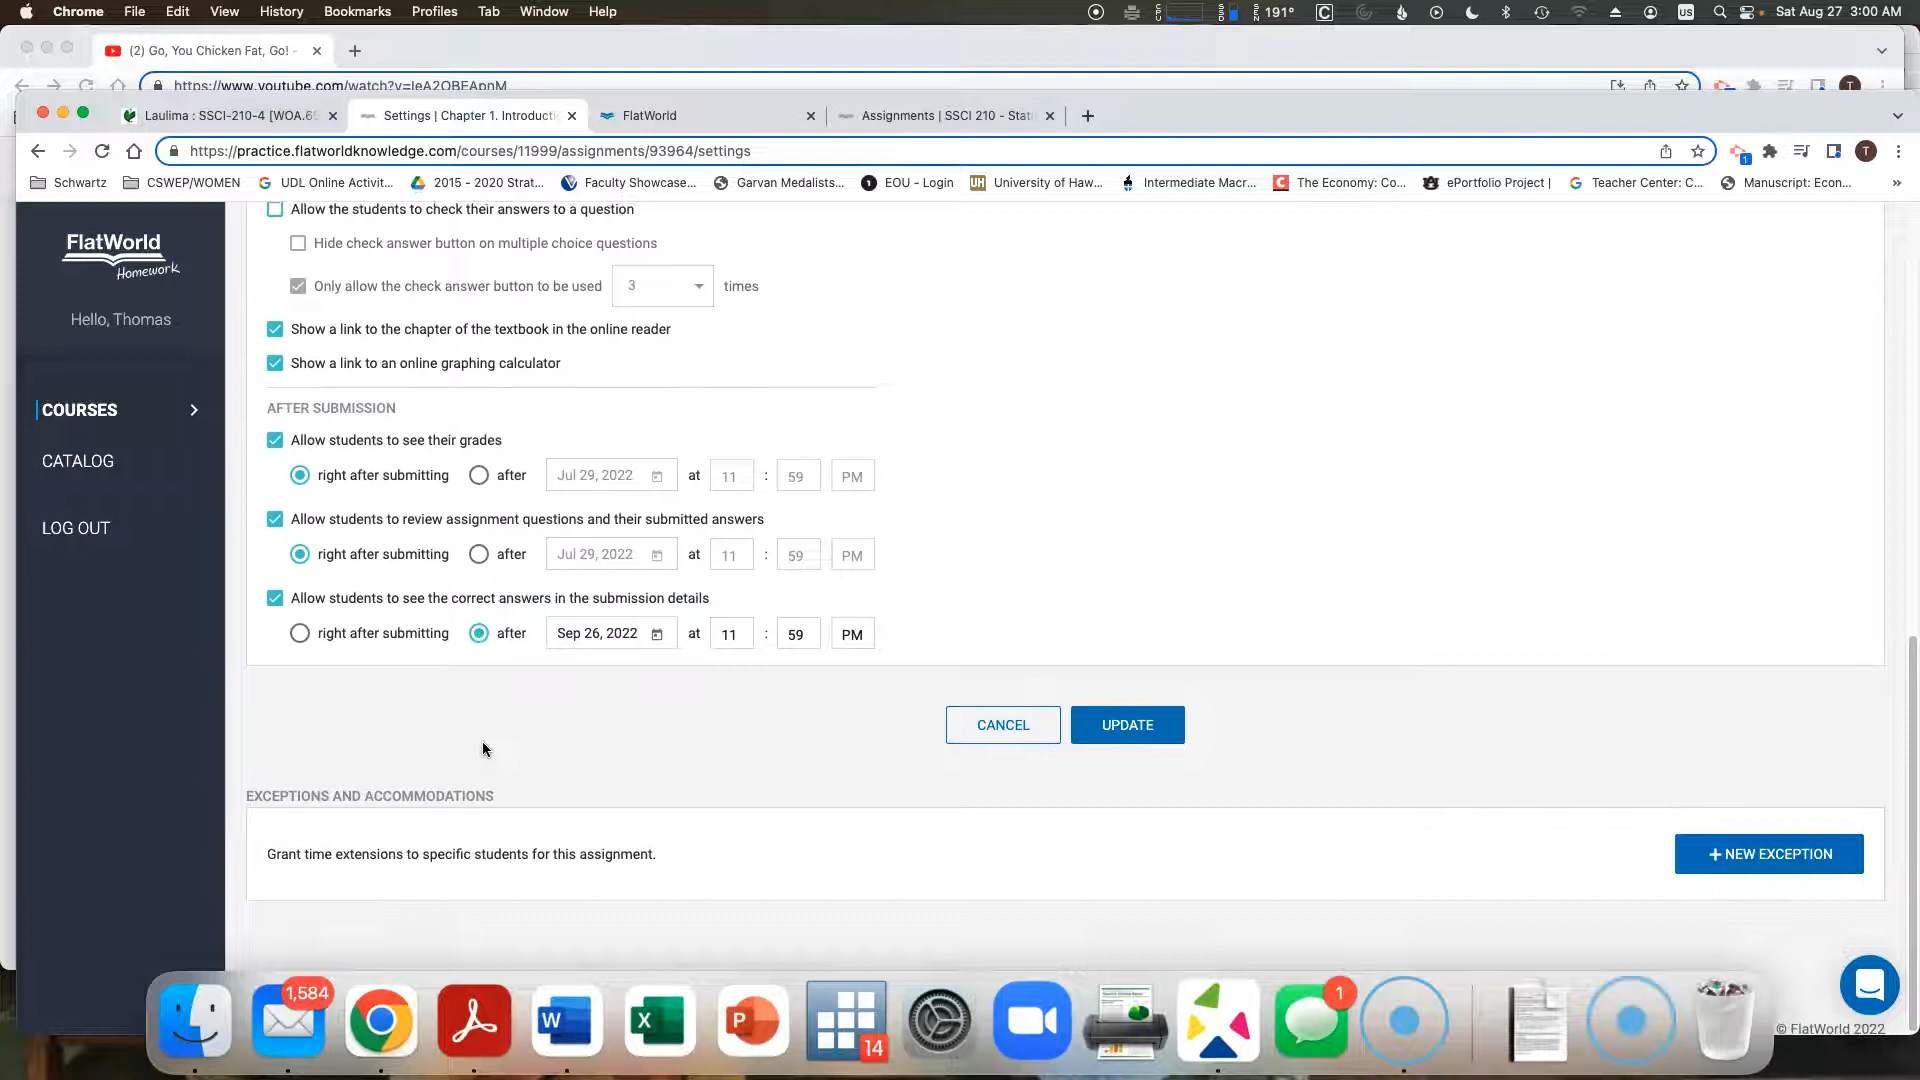 Chrome File Edit View History Bookmarks Profiles Tab Window Help 191° US Sat Aug 27 3:00 AM
(2) Go, You Chicken Fat, Go! -
https://www.youtube.com/watch?v=IeA2OBEApnM
Laulima : SSCI-210-4 [WOA.69 Settings | Chapter 1. Introducti FlatWorld Assignments | SSCI 210 - Stati
https://practice.flatworldknowledge.com/courses/11999/assignments/93964/settings
Schwartz CSWEP/WOMEN UDL Online Activit... 2015 - 2020 Strat... Faculty Showcase... Garvan Medalists... EOU - Login University of Haw... Intermediate Macr... The Economy: Co... ePortfolio Project | Teacher Center: C... Manuscript: Econ... »
FlatWorld
Homework
Hello, Thomas
COURSES
CATALOG
LOG OUT
Allow the students to check their answers to a question
Hide check answer button on multiple choice questions
Only allow the check answer button to be used 3 times
Show a link to the chapter of the textbook in the online reader
Show a link to an online graphing calculator
AFTER SUBMISSION
Allow students to see their grades
right after submitting after Jul 29, 2022 at 11 : 59 PM
Allow students to review assignment questions and their submitted answers
right after submitting after Jul 29, 2022 at 11 : 59 PM
Allow students to see the correct answers in the submission details
right after submitting after Sep 26, 2022 at 11 : 59 PM
CANCEL UPDATE
EXCEPTIONS AND ACCOMMODATIONS
Grant time extensions to specific students for this assignment.
+ NEW EXCEPTION
1,584
W X P 14 1
© FlatWorld 2022